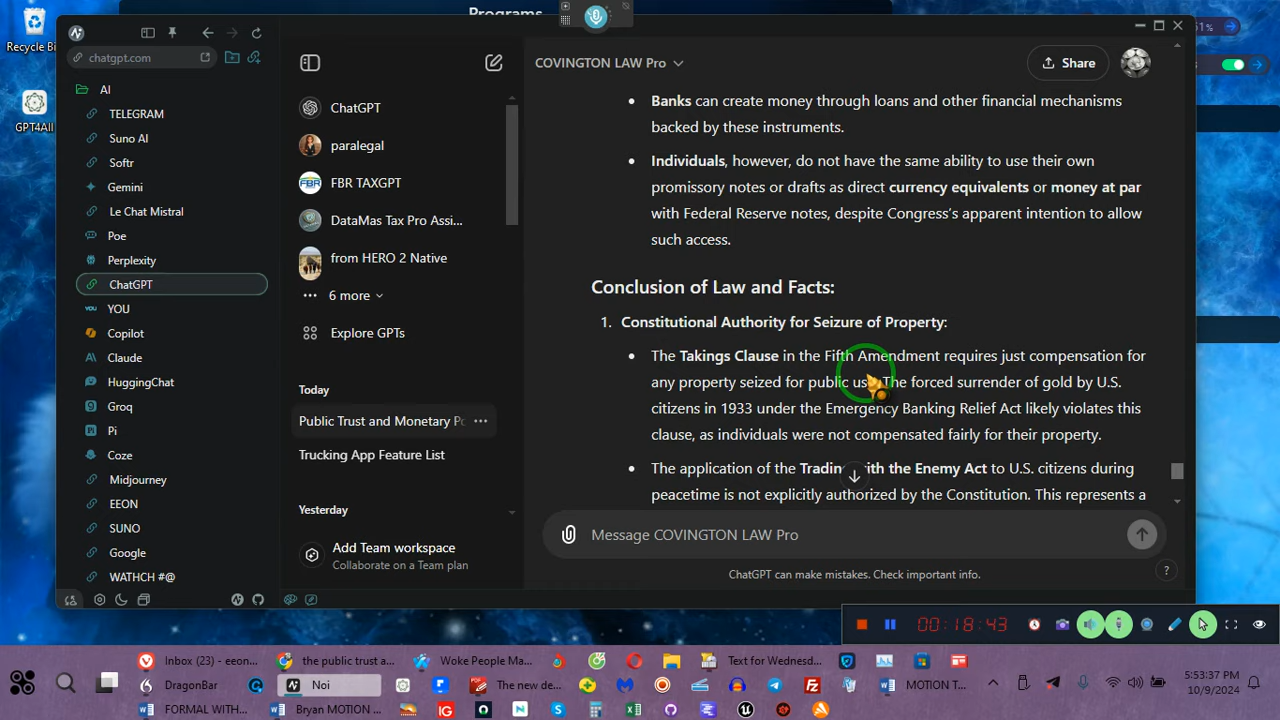 Programs
Recycle Bi
GPT4All
chatgpt.com
AI
TELEGRAM
Suno AI
Softr
Gemini
Le Chat Mistral
Poe
Perplexity
ChatGPT
YOU
Copilot
Claude
HuggingChat
Groq
Pi
Coze
Midjourney
EEON
SUNO
Google
WATHCH #@
ChatGPT
paralegal
FBR TAXGPT
DataMas Tax Pro Assi...
from HERO 2 Native
6 more
Explore GPTs
Today
Public Trust and Monetary Po
Trucking App Feature List
Yesterday
Add Team workspace
Collaborate on a Team plan
COVINGTON LAW Pro
Share
Banks can create money through loans and other financial mechanisms
backed by these instruments.
Individuals, however, do not have the same ability to use their own
promissory notes or drafts as direct currency equivalents or money at par
with Federal Reserve notes, despite Congress's apparent intention to allow
such access.
Conclusion of Law and Facts:
1. Constitutional Authority for Seizure of Property:
The Takings Clause in the Fifth Amendment requires just compensation for
any property seized for public use. The forced surrender of gold by U.S.
citizens in 1933 under the Emergency Banking Relief Act likely violates this
clause, as individuals were not compensated fairly for their property.
The application of the Trading with the Enemy Act to U.S. citizens during
peacetime is not explicitly authorized by the Constitution. This represents a
Message COVINGTON LAW Pro
ChatGPT can make mistakes. Check important info.
?
51%
00:18:43
Inbox (23) - eeon...
the public trust a...
Woke People Ma...
Text for Wednesd...
DragonBar
Noi
The new de...
MOTION T...
FORMAL WITH...
Bryan MOTION ...
5:53:37 PM
10/9/2024